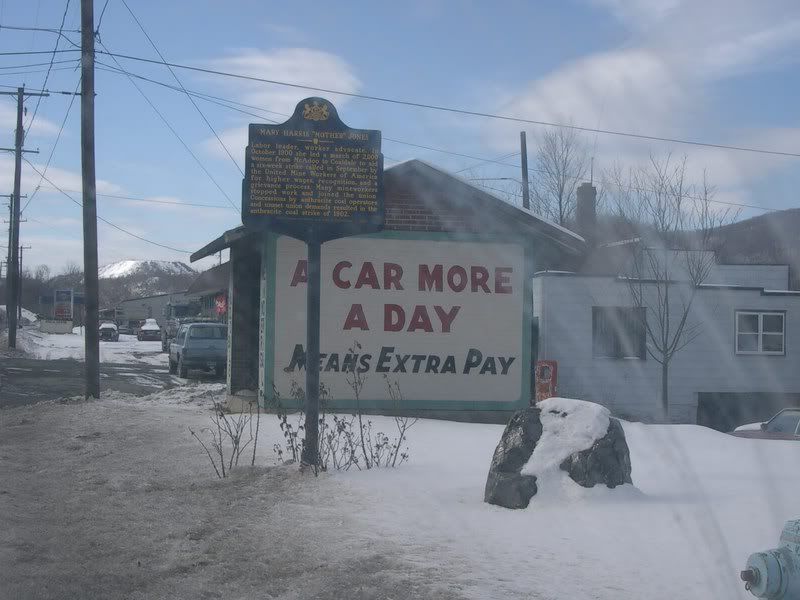 MARY HARRIS "MOTHER" JONES
Labor leader, worker advocate. In
October 1900 she led a march of 2,000
women from McAdoo to Coaldale to aid
a six-week strike called in September by
the United Mine Workers of America
for higher wages, recognition, and a
grievance process. Many mineworkers
stopped work and joined the union.
Concessions by anthracite coal operators
and unmet union demands resulted in the
anthracite coal strike of 1902.
A CAR MORE
A DAY
MEANS EXTRA PAY